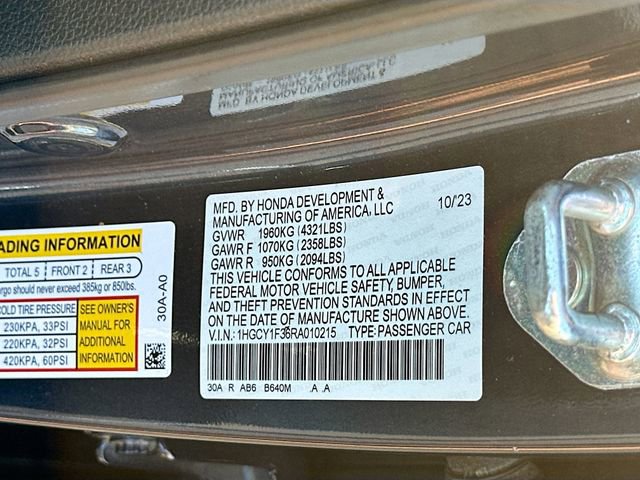 MFD. BY HONDA DEVELOPMENT &
MANUFACTURING OF AMERICA, LLC 10/23
GVWR 1960KG (4321LBS)
GAWR F 1070KG (2358LBS)
GAWR R 950KG (2094LBS)
THIS VEHICLE CONFORMS TO ALL APPLICABLE
FEDERAL MOTOR VEHICLE SAFETY, BUMPER,
AND THEFT PREVENTION STANDARDS IN EFFECT
ON THE DATE OF MANUFACTURE SHOWN ABOVE.
V.I.N: 1HGCY1F36RA010215 TYPE: PASSENGER CAR
30A R AB6 B640M .A .A
ADING INFORMATION
TOTAL 5 FRONT 2 REAR 3
rgo should never exceed 385kg or 850lbs.
COLD TIRE PRESSURE
230KPA, 33PSI
220KPA, 32PSI
420KPA, 60PSI
SEE OWNER'S
MANUAL FOR
ADDITIONAL
INFORMATION
30A-A0